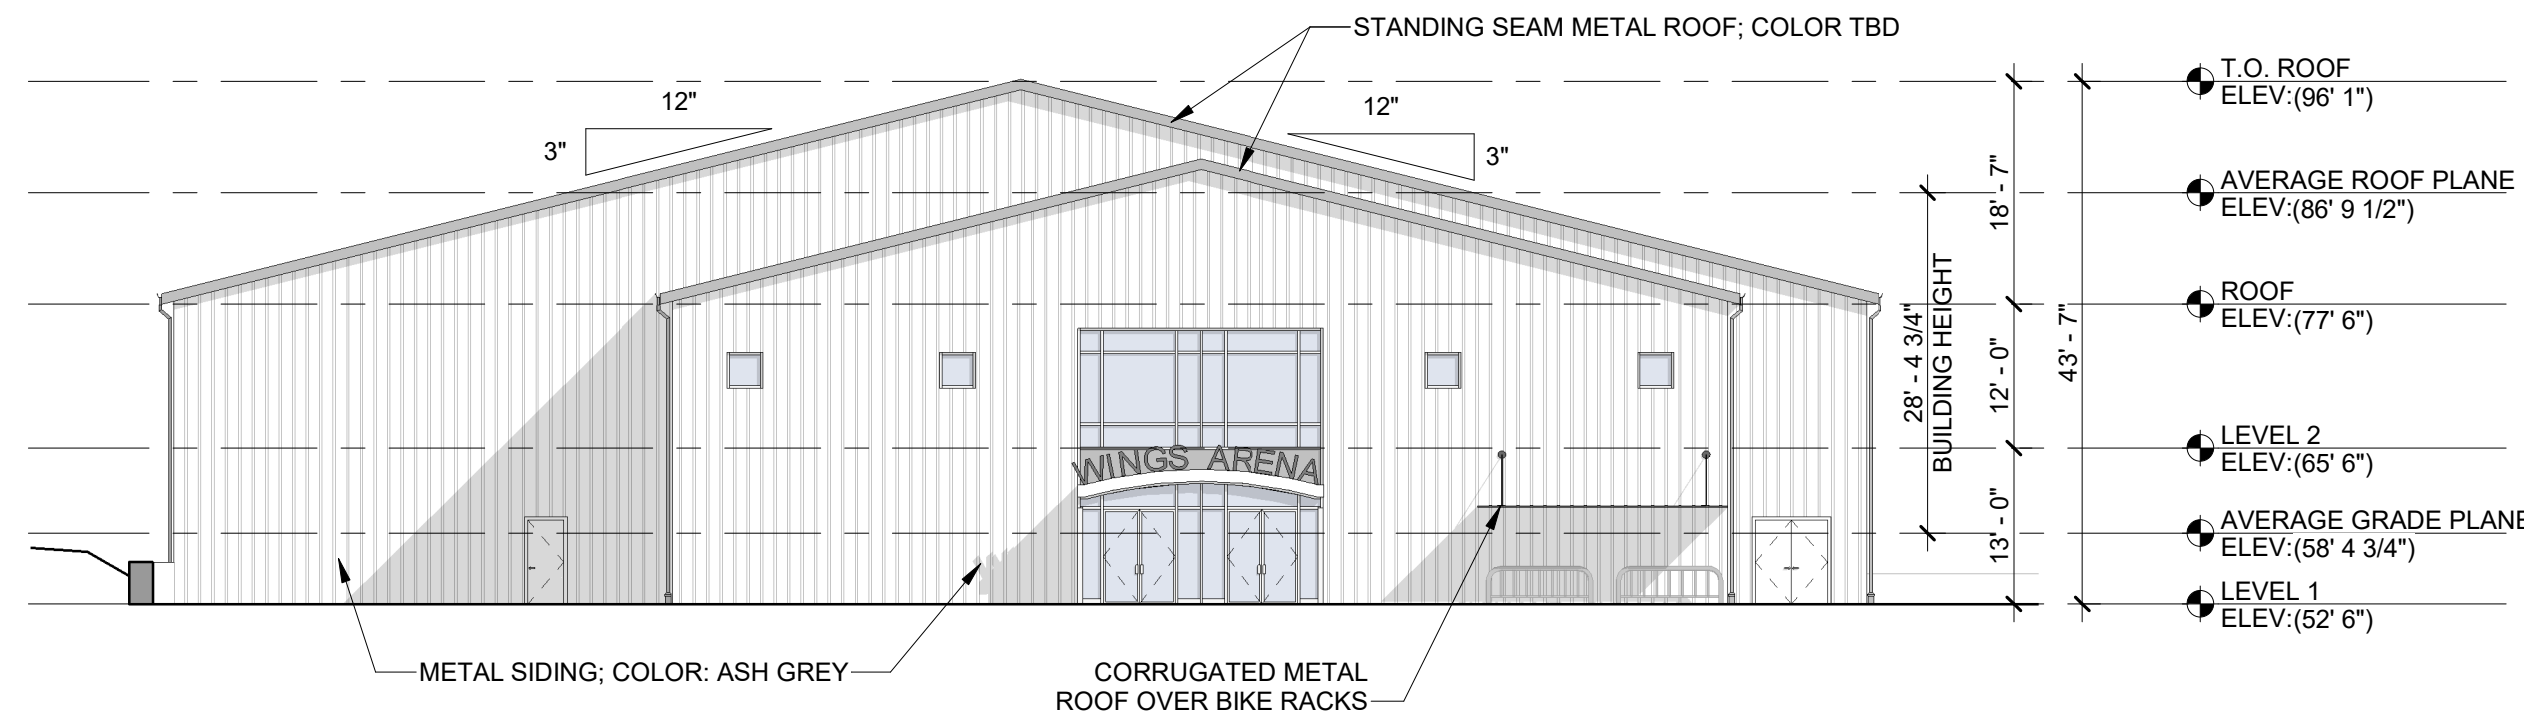 STANDING SEAM METAL ROOF; COLOR TBD
T.O. ROOF
ELEV:(96' 1")
12"
3"
12"
3"
AVERAGE ROOF PLANE
ELEV:(86' 9 1/2")
18' - 7"
ROOF
ELEV:(77' 6")
28' - 4 3/4"
BUILDING HEIGHT
12' - 0"
43' - 7"
LEVEL 2
ELEV:(65' 6")
WINGS ARENA
13' - 0"
AVERAGE GRADE PLANE
ELEV:(58' 4 3/4")
LEVEL 1
ELEV:(52' 6")
METAL SIDING; COLOR: ASH GREY
CORRUGATED METAL
ROOF OVER BIKE RACKS